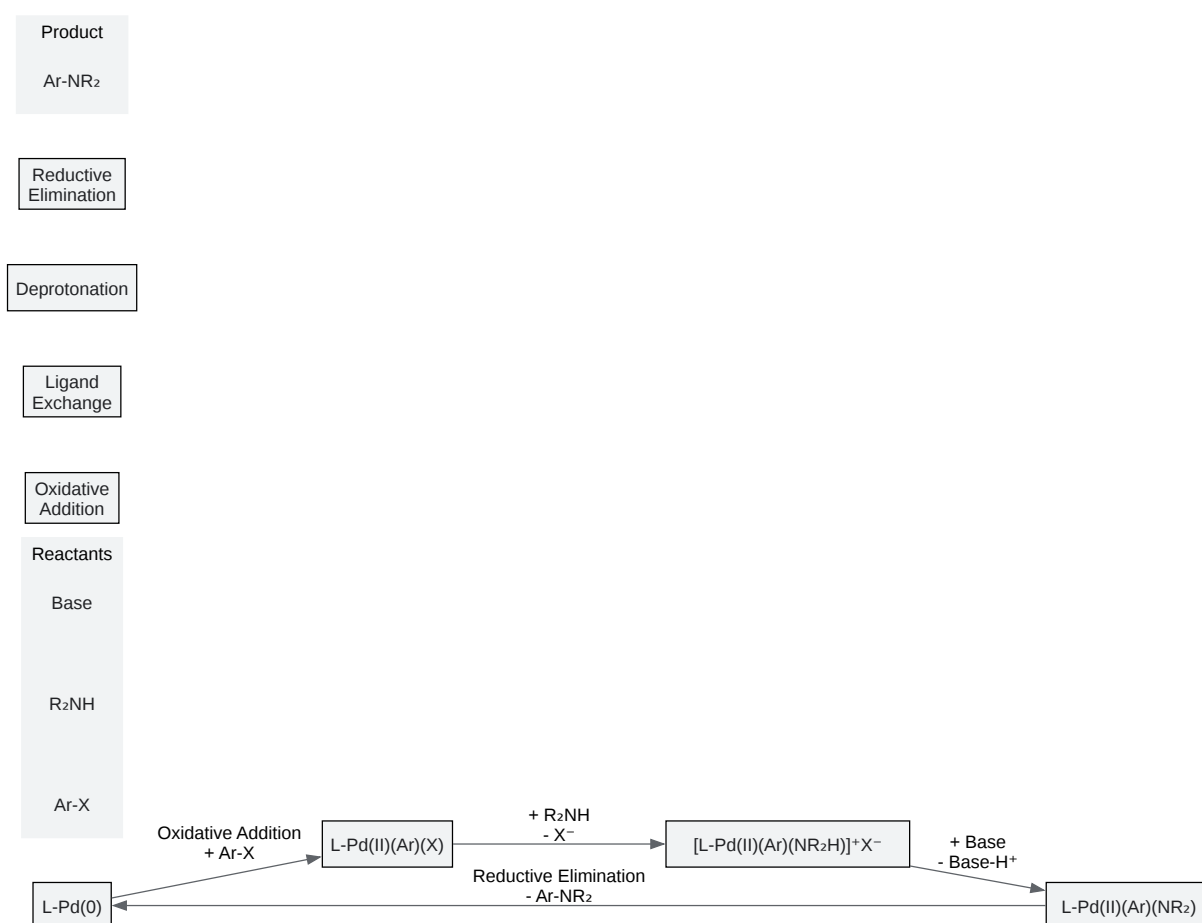 Product
Ar-NR₂
Reductive
Elimination
Deprotonation
Ligand
Exchange
Oxidative
Addition
Reactants
Base
R₂NH
Ar-X
Oxidative Addition
+ Ar-X
L-Pd(II)(Ar)(X)
+ R₂NH
- X⁻
[L-Pd(II)(Ar)(NR₂H)]⁺X⁻
+ Base
- Base-H⁺
Reductive Elimination
- Ar-NR₂
L-Pd(0)
L-Pd(II)(Ar)(NR₂)